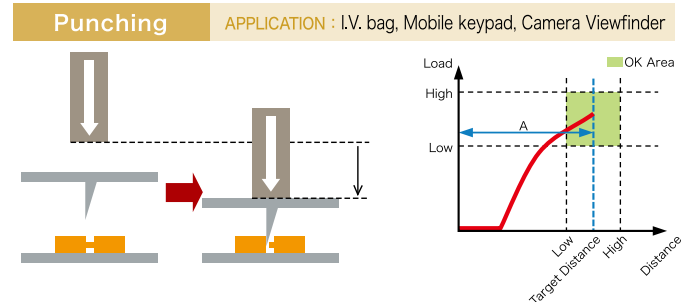 Punching
APPLICATION : I.V. bag, Mobile keypad, Camera Viewfinder
Load
OK Area
High
A
Low
Low
Target Distance
High
Distance